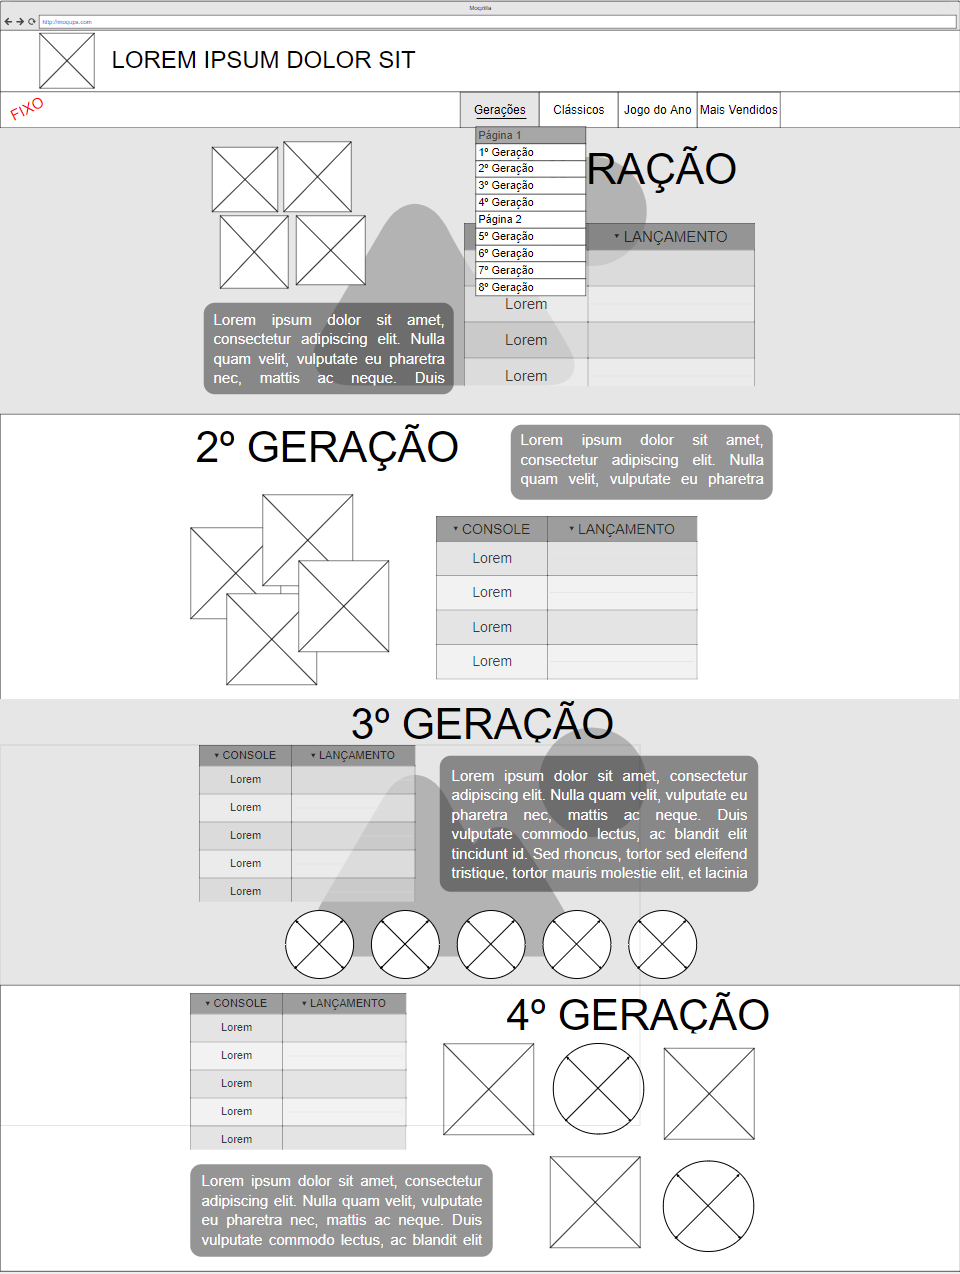 Moqzilla
http://moqups.com
LOREM IPSUM DOLOR SIT
FIXO
Gerações
Clássicos
Jogo do Ano
Mais Vendidos
Página 1
1º Geração
2º Geração
3º Geração
4º Geração
Página 2
5º Geração
6º Geração
7º Geração
8º Geração
RAÇÃO
LANÇAMENTO
Lorem
Lorem
Lorem
Lorem ipsum dolor sit amet,
consectetur adipiscing elit. Nulla
quam velit, vulputate eu pharetra
nec, mattis ac neque. Duis
2º GERAÇÃO
Lorem ipsum dolor sit amet,
consectetur adipiscing elit. Nulla
quam velit, vulputate eu pharetra
CONSOLE LANÇAMENTO
Lorem
Lorem
Lorem
Lorem
3º GERAÇÃO
CONSOLE LANÇAMENTO
Lorem
Lorem
Lorem
Lorem
Lorem
Lorem ipsum dolor sit amet, consectetur
adipiscing elit. Nulla quam velit, vulputate eu
pharetra nec, mattis ac neque. Duis
vulputate commodo lectus, ac blandit elit
tincidunt id. Sed rhoncus, tortor sed eleifend
tristique, tortor mauris molestie elit, et lacinia
CONSOLE LANÇAMENTO
Lorem
Lorem
Lorem
Lorem
Lorem
4º GERAÇÃO
Lorem ipsum dolor sit amet, consectetur
adipiscing elit. Nulla quam velit, vulputate
eu pharetra nec, mattis ac neque. Duis
vulputate commodo lectus, ac blandit elit